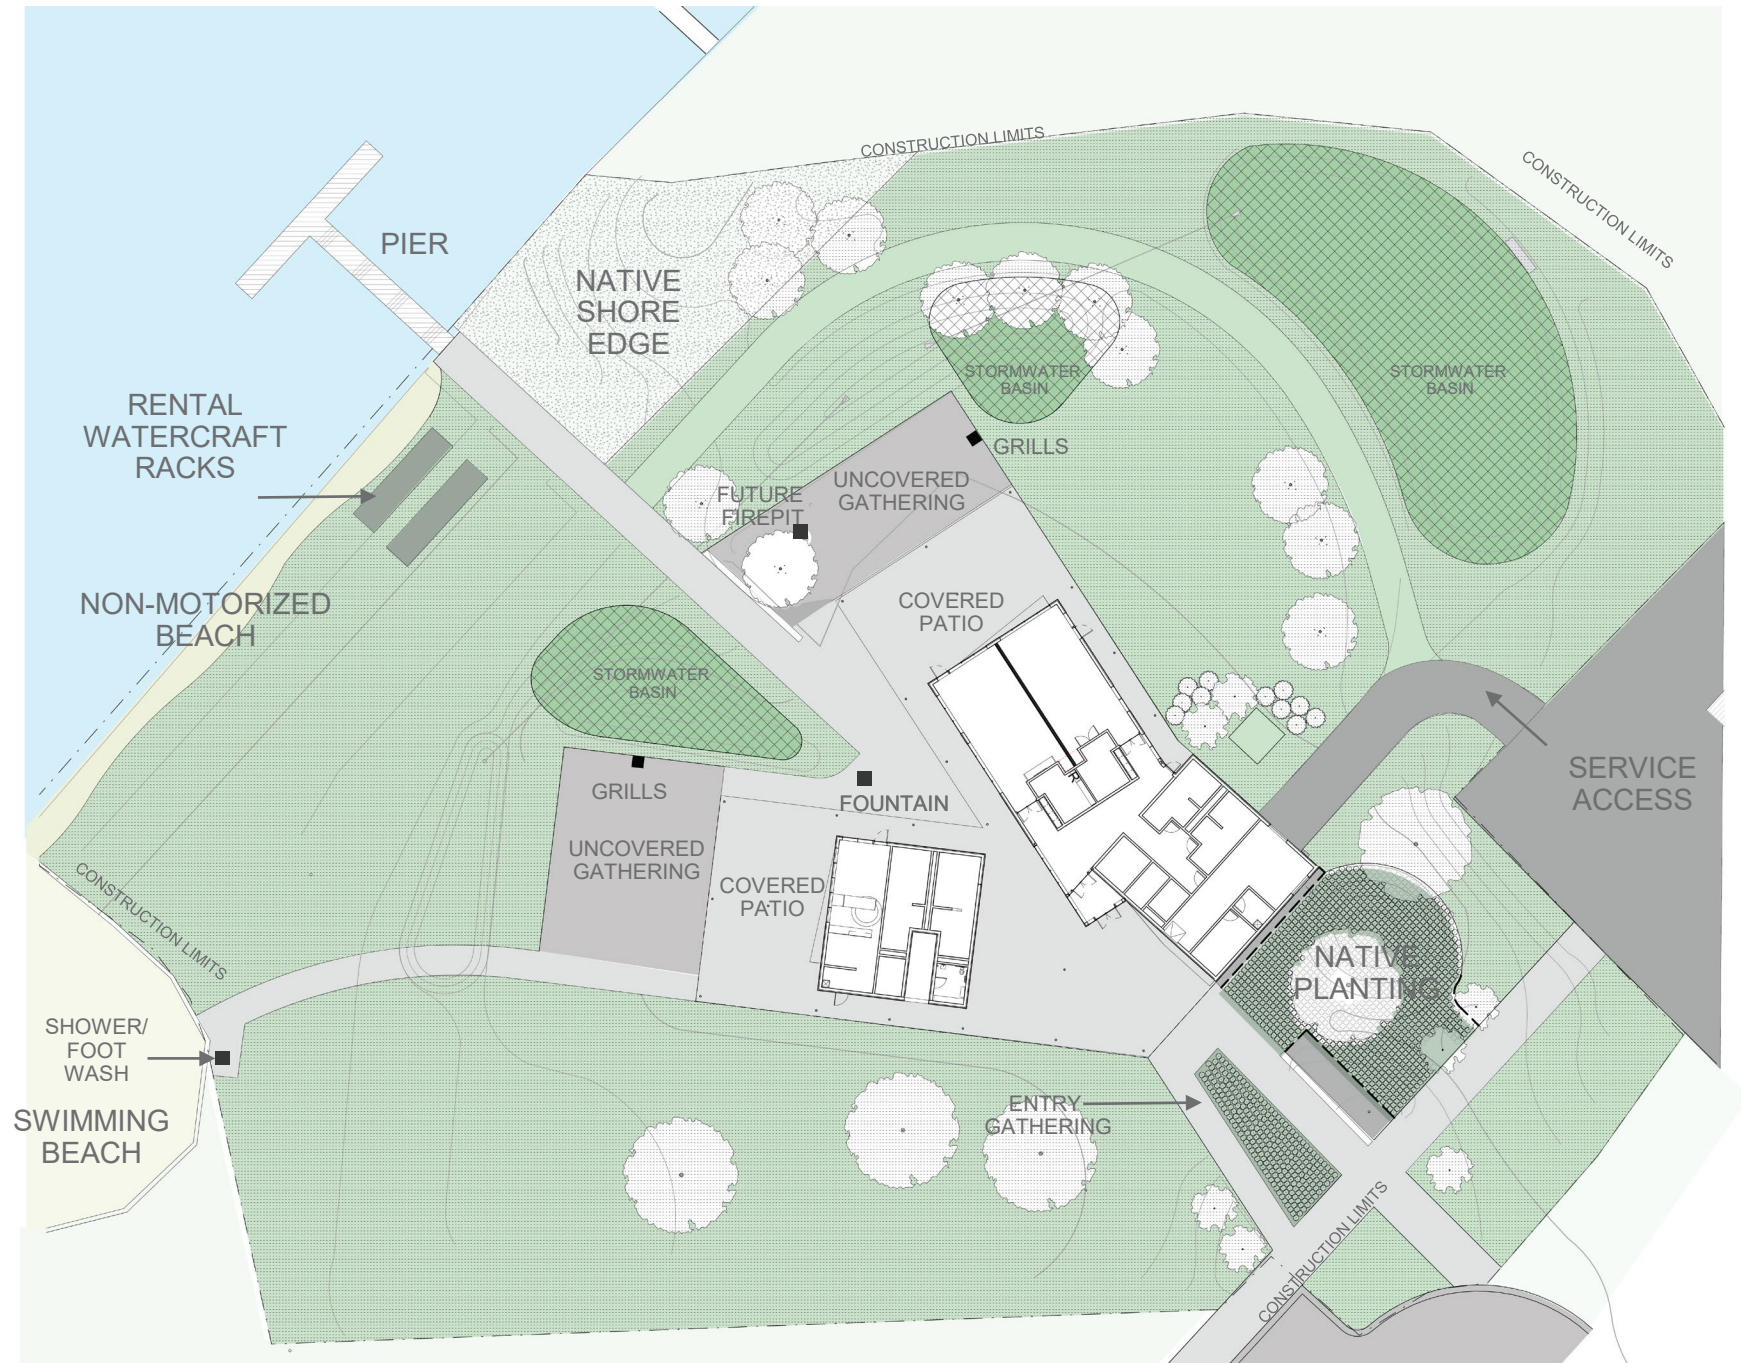 CONSTRUCTION LIMITS
CONSTRUCTION LIMITS
PIER
NATIVE
SHORE
EDGE
STORMWATER
BASIN
STORMWATER
BASIN
RENTAL
WATERCRAFT
RACKS
GRILLS
UNCOVERED
GATHERING
FUTURE
FIREPIT
NON-MOTORIZED
BEACH
COVERED
PATIO
STORMWATER
BASIN
SERVICE
ACCESS
GRILLS
FOUNTAIN
UNCOVERED
GATHERING
COVERED
PATIO
CONSTRUCTION LIMITS
NATIVE
PLANTING
SHOWER/
FOOT
WASH
SWIMMING
BEACH
ENTRY
GATHERING
CONSTRUCTION LIMITS